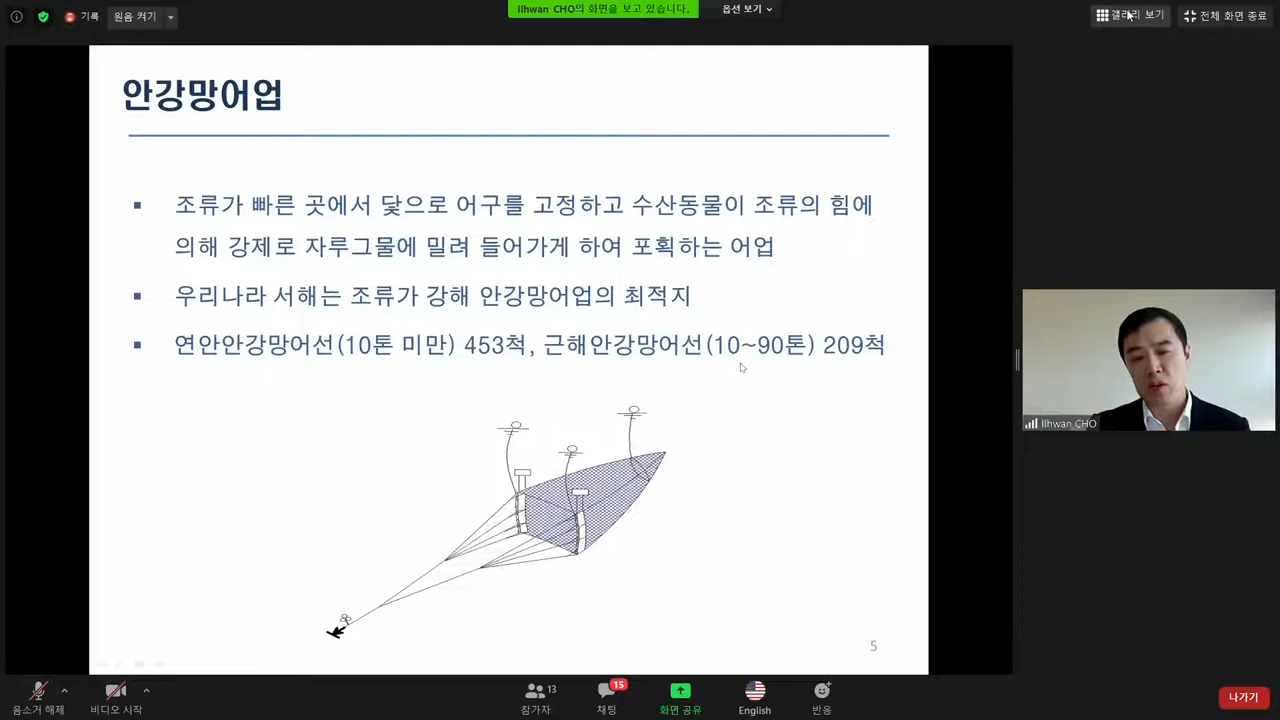 기록
원음 켜기
Ilhwan CHO의 화면을 보고 있습니다.
옵션 보기
갤러리 보기
전체 화면 종료
안강망어업
조류가 빠른 곳에서 닻으로 어구를 고정하고 수산동물이 조류의 힘에
의해 강제로 자루그물에 밀려 들어가게 하여 포획하는 어업
우리나라 서해는 조류가 강해 안강망어업의 최적지
연안안강망어선(10톤 미만) 453척, 근해안강망어선(10~90톤) 209척
5
Ilhwan CHO
음소거 해제
비디오 시작
13
참가자
15
채팅
화면 공유
English
반응
나가기